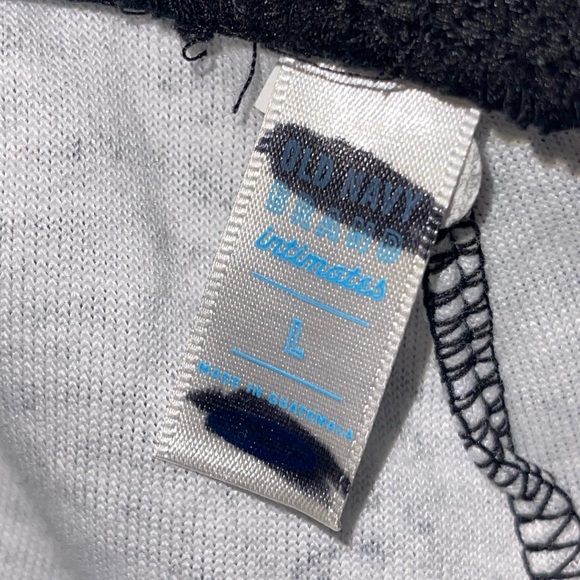 OLD NAVY
BRAND
intimates
L
MADE IN GUATEMALA